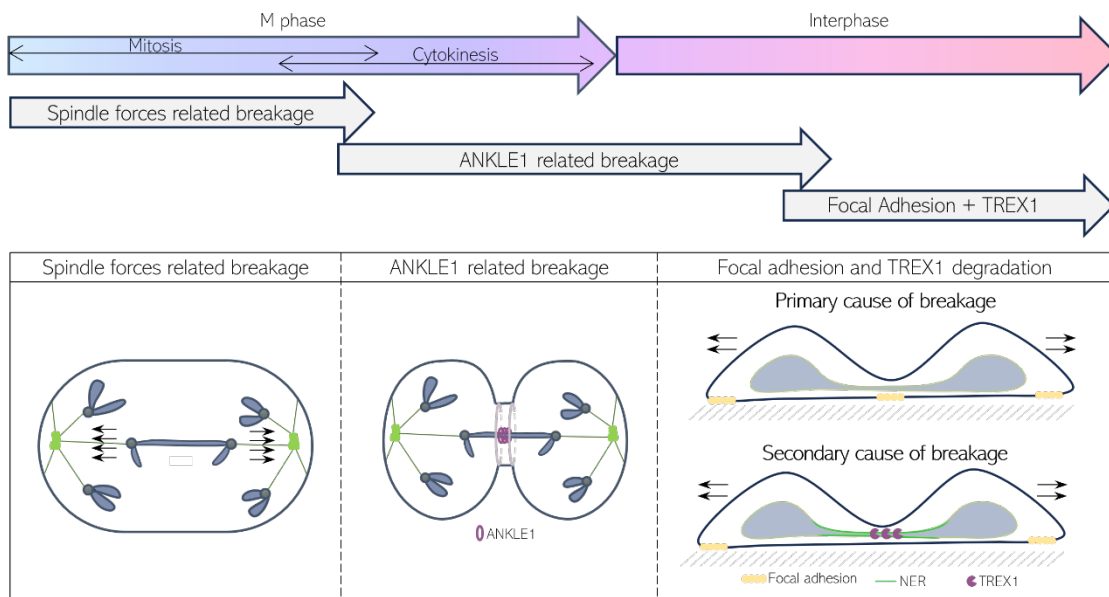 M phase
Interphase
Mitosis
Cytokinesis
Spindle forces related breakage
ANKLE1 related breakage
Focal Adhesion + TREX1
Spindle forces related breakage
ANKLE1 related breakage
Focal adhesion and TREX1 degradation
Primary cause of breakage
Secondary cause of breakage
ANKLE1
Focal adhesion
NER
TREX1